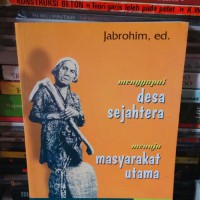 KONSTRUKSI BETON
Jabrohim, ed.
menggapai
desa
sejahtera
menuju
masyarakat
utama